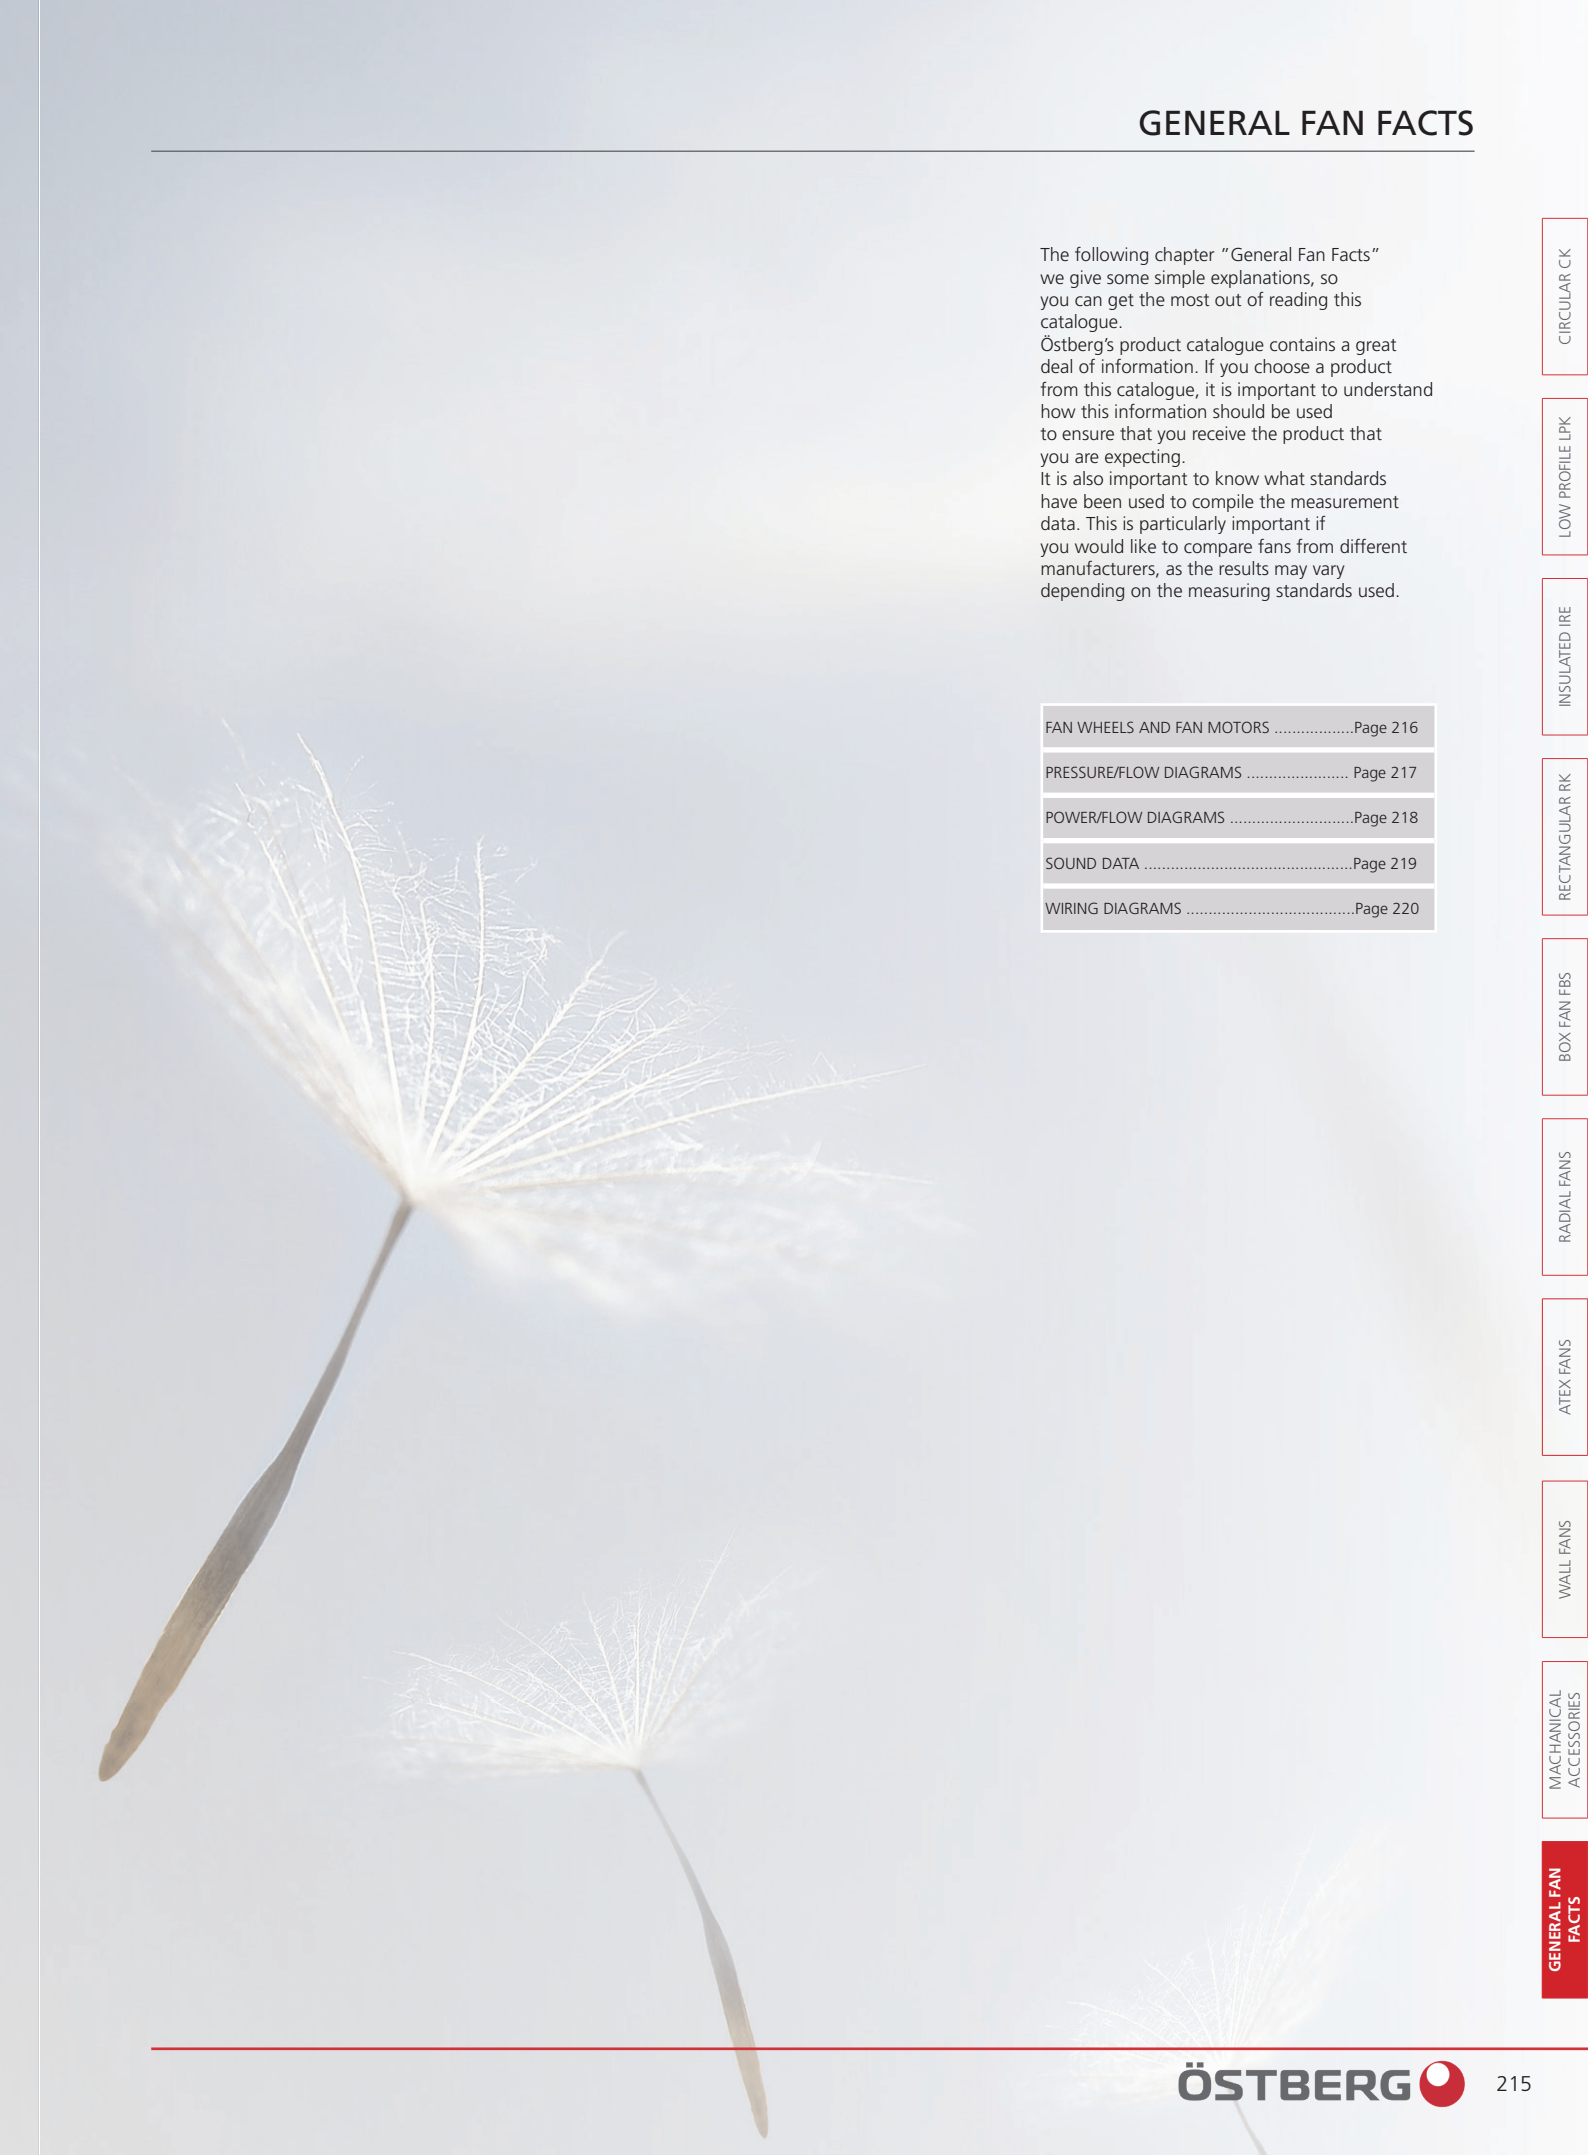 GENERAL FAN FACTS
The following chapter ”General Fan Facts”
we give some simple explanations, so
you can get the most out of reading this
catalogue.
Östberg’s product catalogue contains a great
deal of information. If you choose a product
from this catalogue, it is important to understand
how this information should be used
to ensure that you receive the product that
you are expecting.
It is also important to know what standards
have been used to compile the measurement
data. This is particularly important if
you would like to compare fans from different
manufacturers, as the results may vary
depending on the measuring standards used.
FAN WHEELS AND FAN MOTORS ..................Page 216
PRESSURE/FLOW DIAGRAMS ....................... Page 217
POWER/FLOW DIAGRAMS ............................Page 218
SOUND DATA ...............................................Page 219
WIRING DIAGRAMS ......................................Page 220
CIRCULAR CK
LOW PROFILE LPK
INSULATED IRE
RECTANGULAR RK
BOX FAN FBS
RADIAL FANS
ATEX FANS
WALL FANS
MACHANICAL
ACCESSORIES
GENERAL FAN
FACTS
ÖSTBERG
215